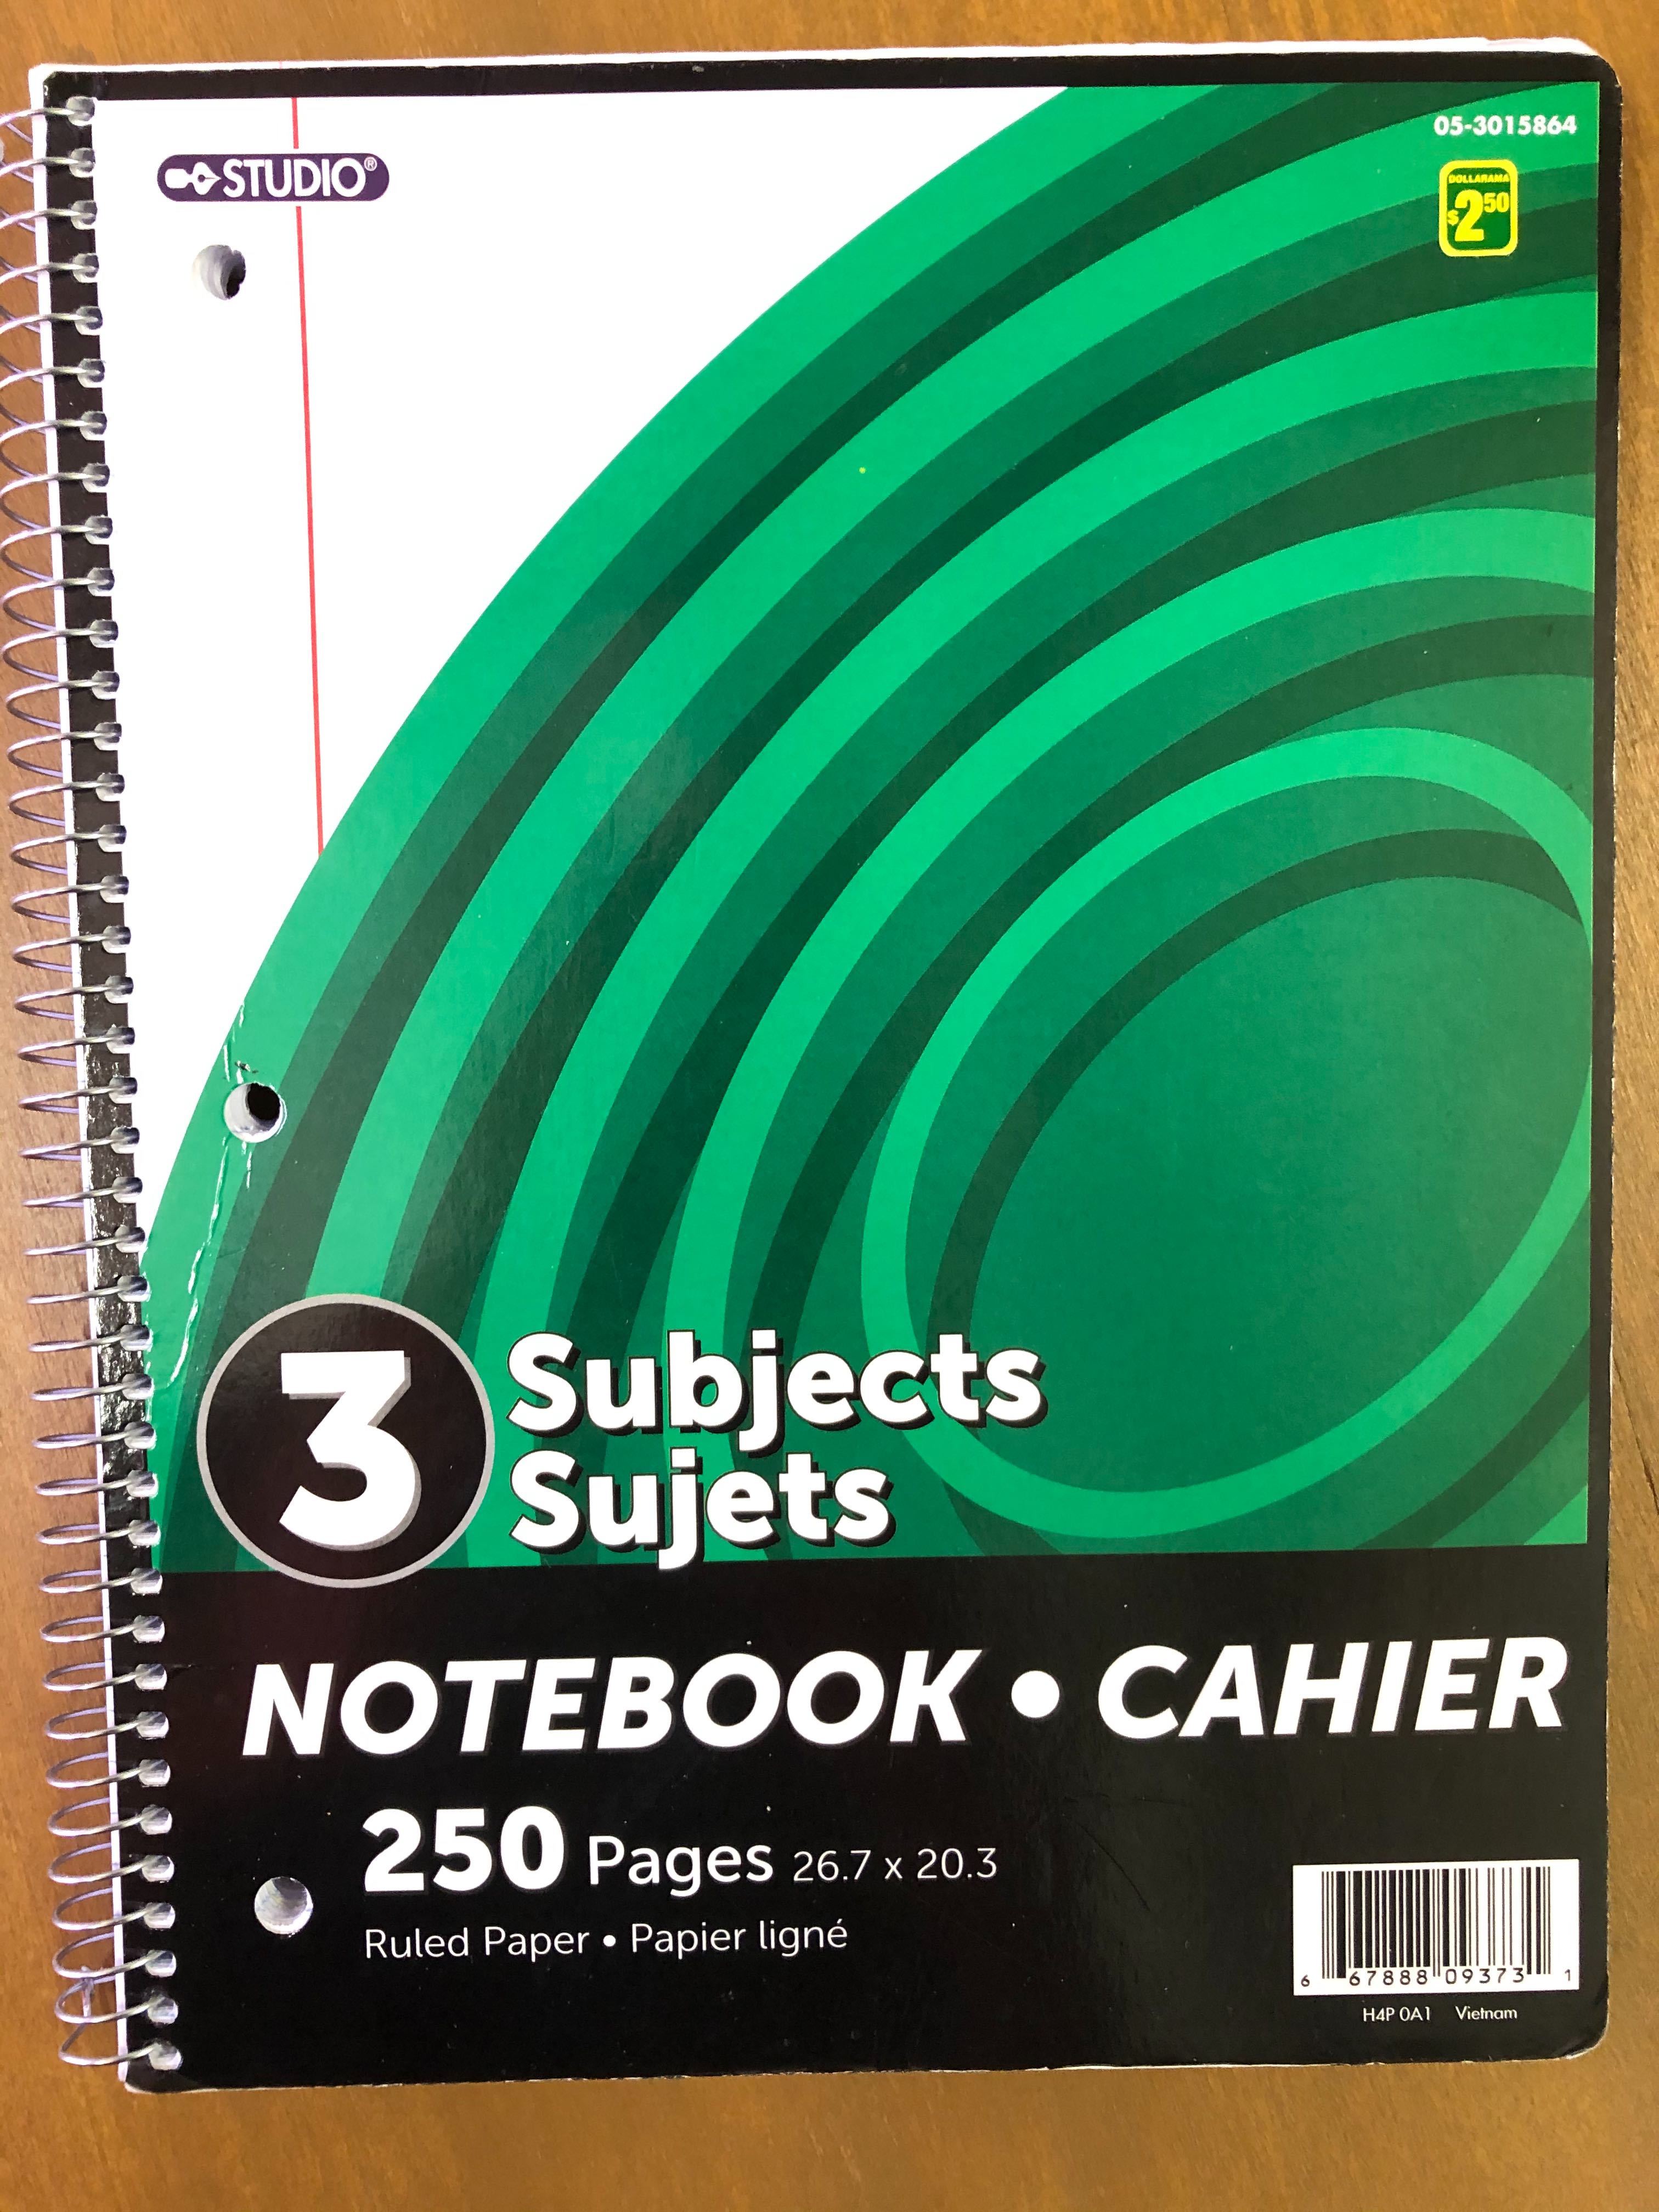 STUDIO®
05-3015864
DOLLARAMA
$2.50
3
Subjects
Sujets
NOTEBOOK • CAHIER
250 Pages 26.7 x 20.3
Ruled Paper • Papier ligné
6 67888 09373 1
H4P 0A1 Vietnam